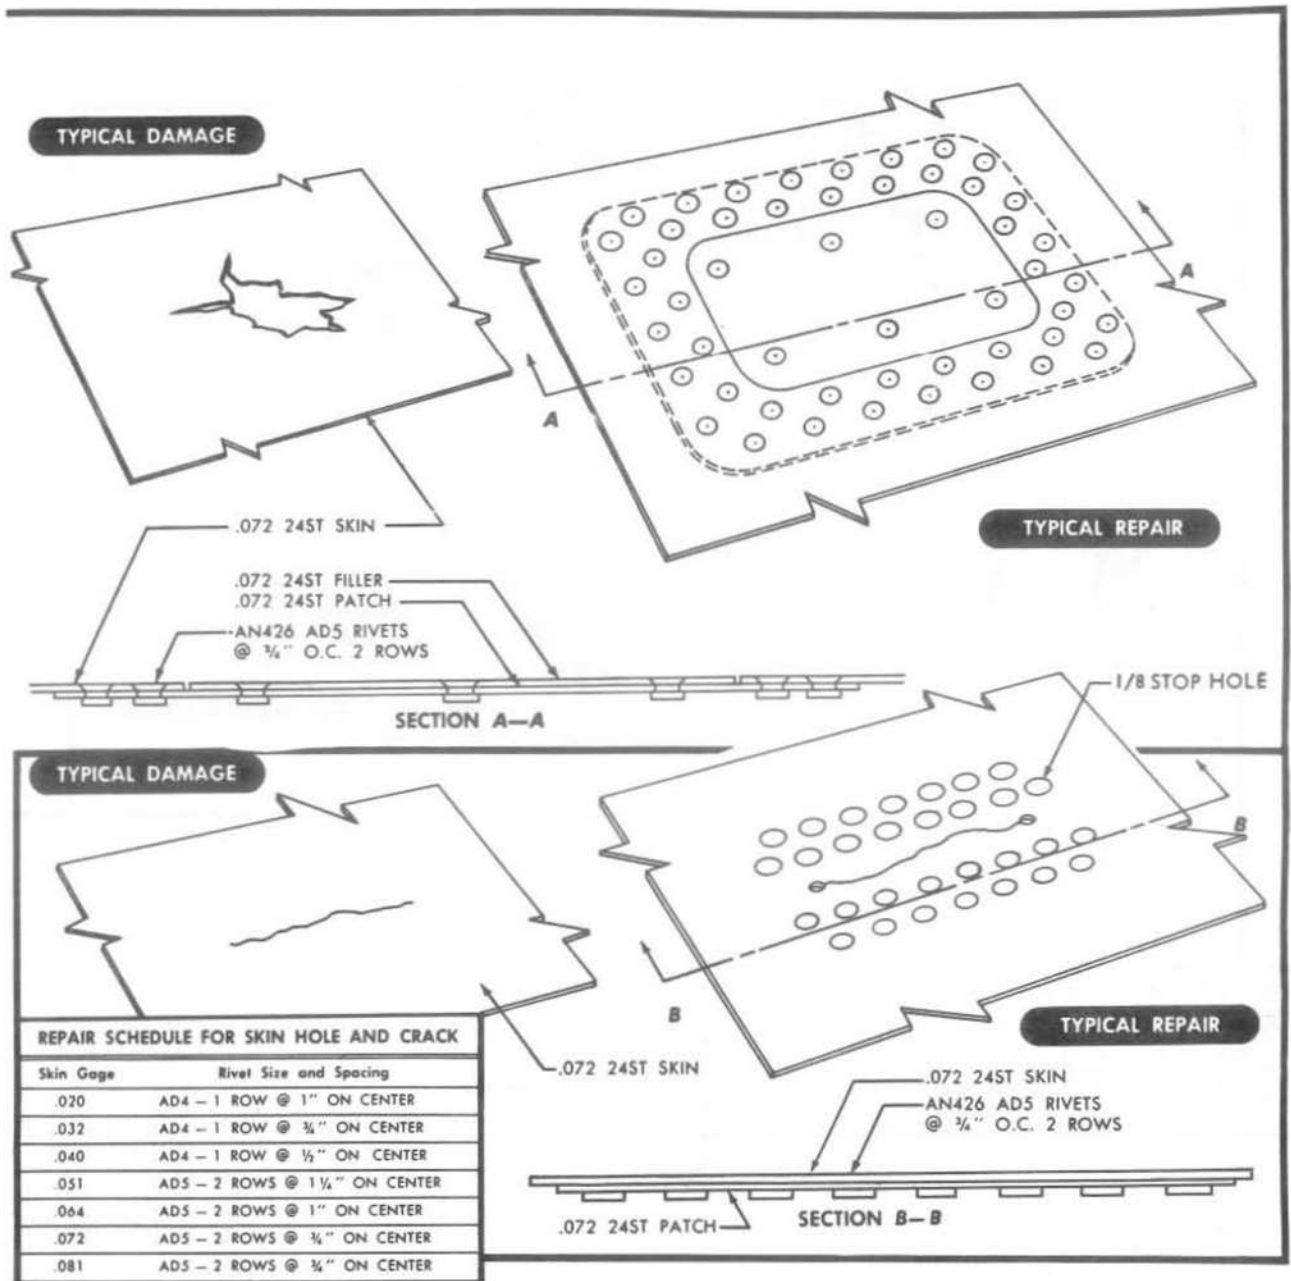 TYPICAL DAMAGE
A
A
TYPICAL REPAIR
.072 24ST SKIN
.072 24ST FILLER
.072 24ST PATCH
AN426 AD5 RIVETS
@ ¾" O.C. 2 ROWS
SECTION A—A
1/8 STOP HOLE
TYPICAL DAMAGE
B
B
TYPICAL REPAIR
.072 24ST SKIN
.072 24ST SKIN
AN426 AD5 RIVETS
@ ¾" O.C. 2 ROWS
.072 24ST PATCH
SECTION B—B
REPAIR SCHEDULE FOR SKIN HOLE AND CRACK
Skin Gage Rivet Size and Spacing
.020 AD4 — 1 ROW @ 1" ON CENTER
.032 AD4 — 1 ROW @ ¾" ON CENTER
.040 AD4 — 1 ROW @ ½" ON CENTER
.051 AD5 — 2 ROWS @ 1¼" ON CENTER
.064 AD5 — 2 ROWS @ 1" ON CENTER
.072 AD5 — 2 ROWS @ ¾" ON CENTER
.081 AD5 — 2 ROWS @ ¾" ON CENTER